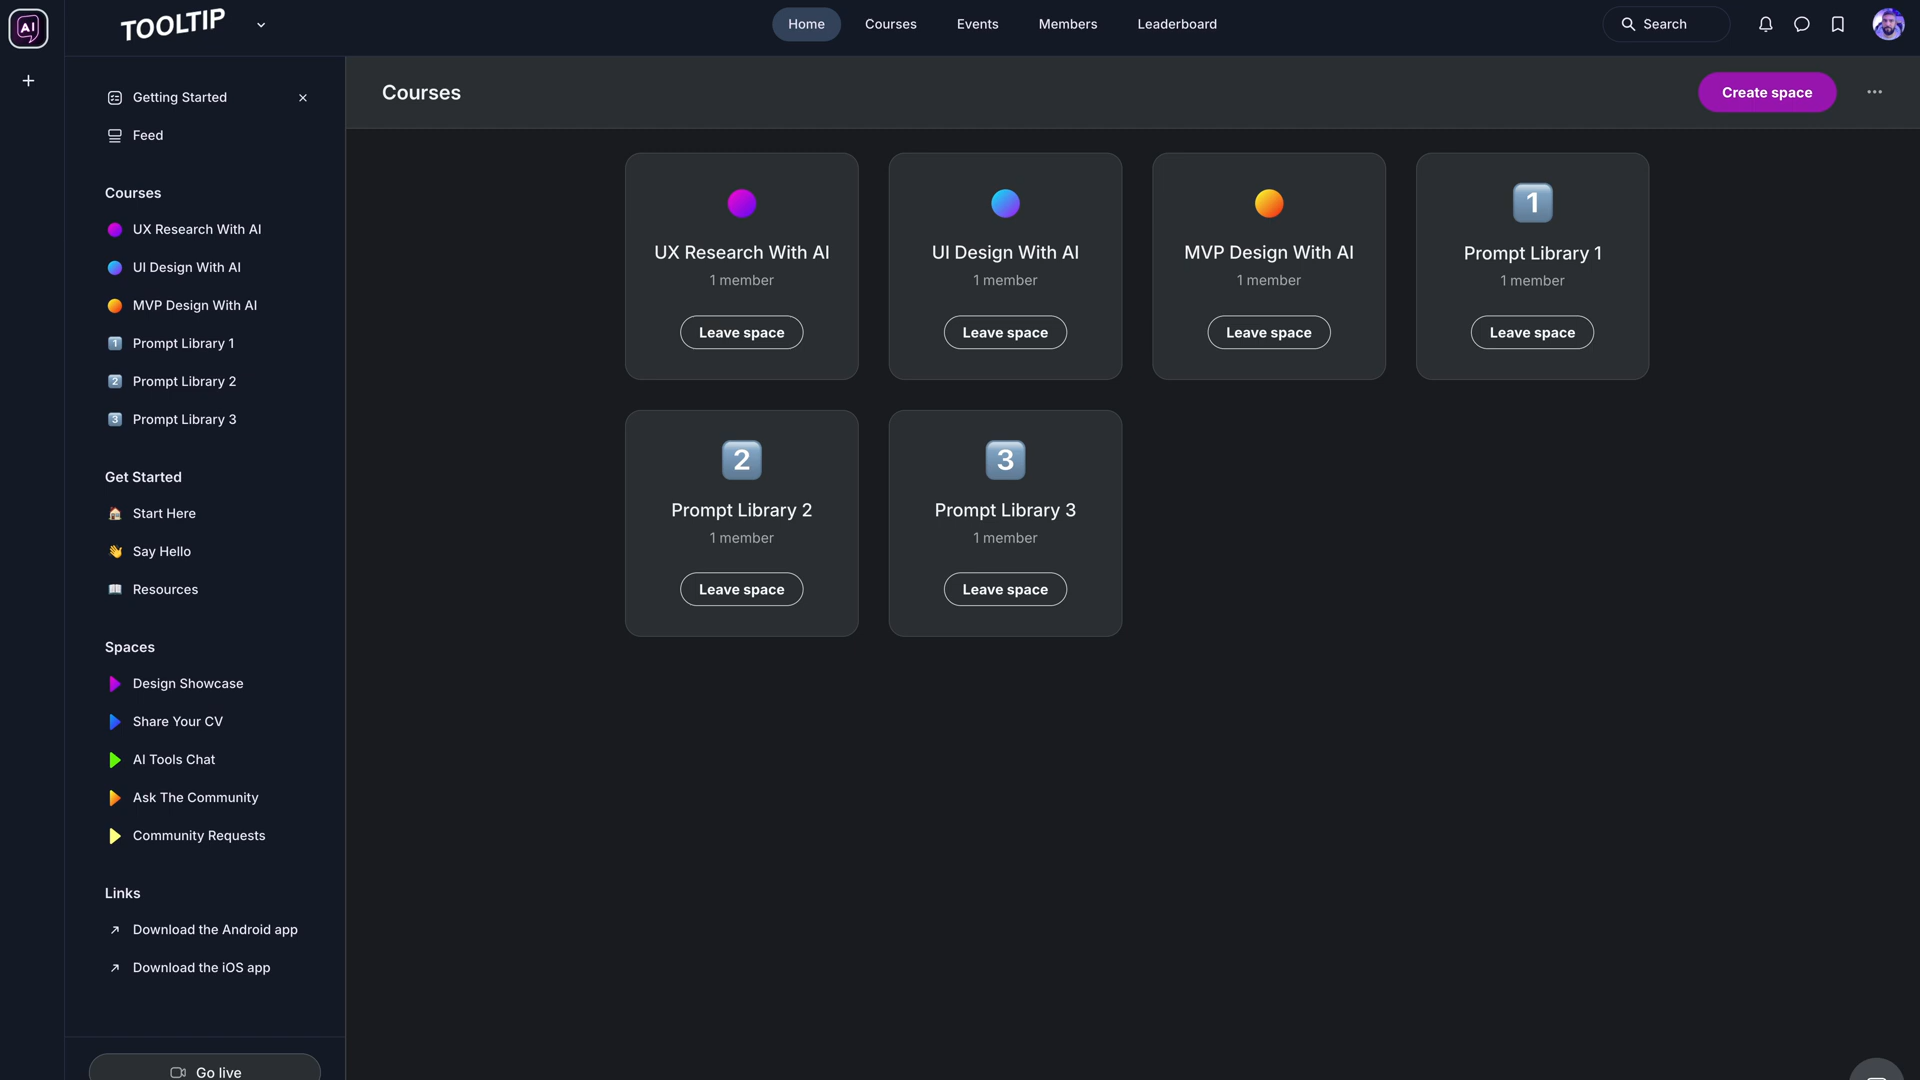 AI
TOOLTIP
Home
Courses
Events
Members
Leaderboard
Search
Getting Started
Feed
Courses
UX Research With AI
UI Design With AI
MVP Design With AI
1 Prompt Library 1
2 Prompt Library 2
3 Prompt Library 3
Get Started
Start Here
Say Hello
Resources
Spaces
Design Showcase
Share Your CV
AI Tools Chat
Ask The Community
Community Requests
Links
Download the Android app
Download the iOS app
Go live
Courses
Create space
UX Research With AI
1 member
Leave space
UI Design With AI
1 member
Leave space
MVP Design With AI
1 member
Leave space
1
Prompt Library 1
1 member
Leave space
2
Prompt Library 2
1 member
Leave space
3
Prompt Library 3
1 member
Leave space